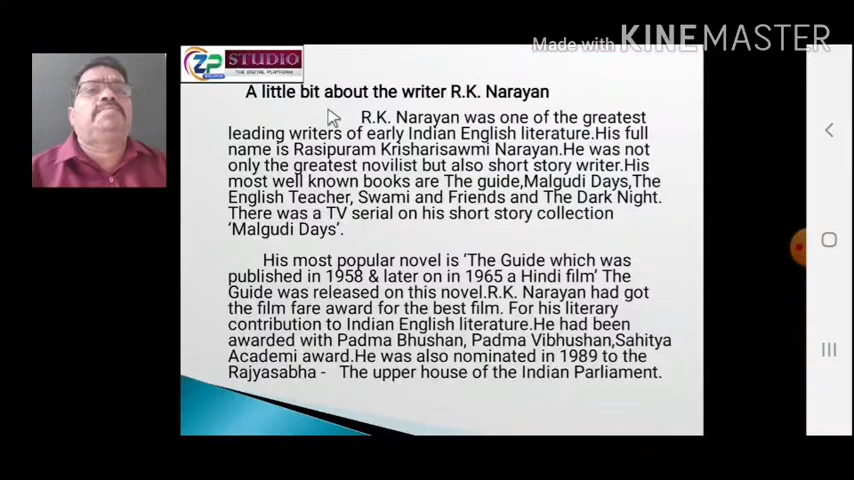 Made with KINEMASTER
ZP STUDIO
THE DIGITAL PLATFORM
A little bit about the writer R.K. Narayan
R.K. Narayan was one of the greatest
leading writers of early Indian English literature.His full
name is Rasipuram Krisharisawmi Narayan.He was not
only the greatest novilist but also short story writer.His
most well known books are The guide,Malgudi Days,The
English Teacher, Swami and Friends and The Dark Night.
There was a TV serial on his short story collection
‘Malgudi Days’.
His most popular novel is ‘The Guide which was
published in 1958 & later on in 1965 a Hindi film’ The
Guide was released on this novel.R.K. Narayan had got
the film fare award for the best film. For his literary
contribution to Indian English literature.He had been
awarded with Padma Bhushan, Padma Vibhushan,Sahitya
Academi award.He was also nominated in 1989 to the
Rajyasabha - The upper house of the Indian Parliament.